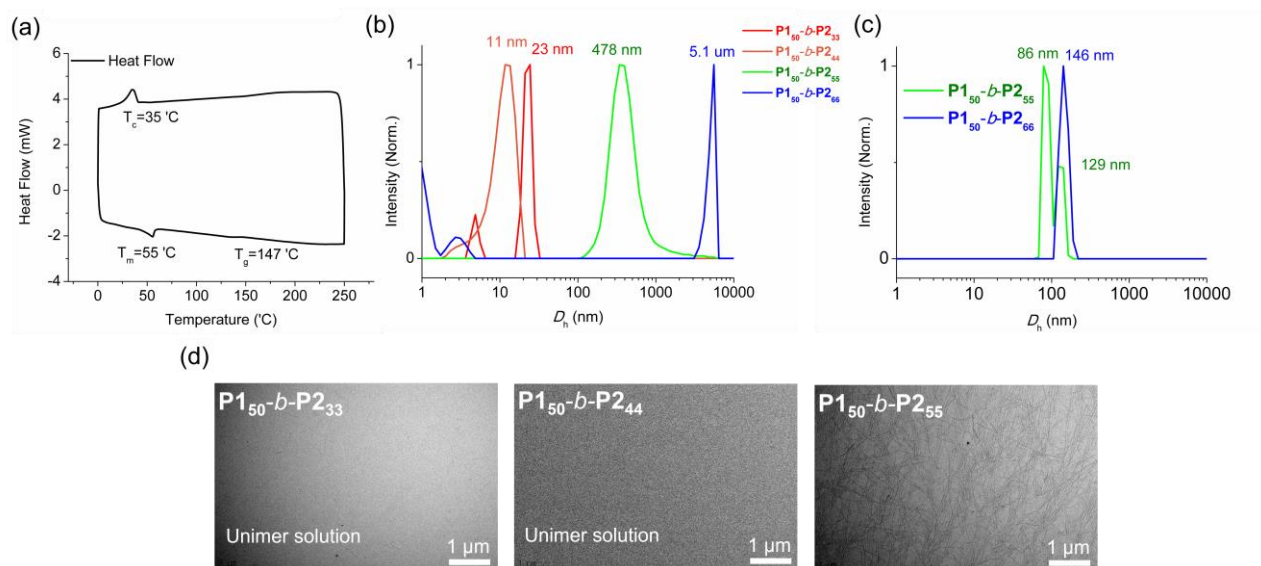 (a)
Heat Flow
Heat Flow (mW)
6
4
2
0
-2
-4
T_c=35 'C
T_m=55 'C
T_g=147 'C
0 50 100 150 200 250
Temperature ('C)
(b)
Intensity (Norm.)
1
0
11 nm
23 nm
478 nm
5.1 um
P1_50-b-P2_33
P1_50-b-P2_44
P1_50-b-P2_55
P1_50-b-P2_66
1 10 100 1000 10000
D_h (nm)
(c)
Intensity (Norm.)
1
0
86 nm
146 nm
P1_50-b-P2_55
P1_50-b-P2_66
129 nm
1 10 100 1000 10000
D_h (nm)
(d)
P1_50-b-P2_33
Unimer solution
1 µm
P1_50-b-P2_44
Unimer solution
1 µm
P1_50-b-P2_55
1 µm